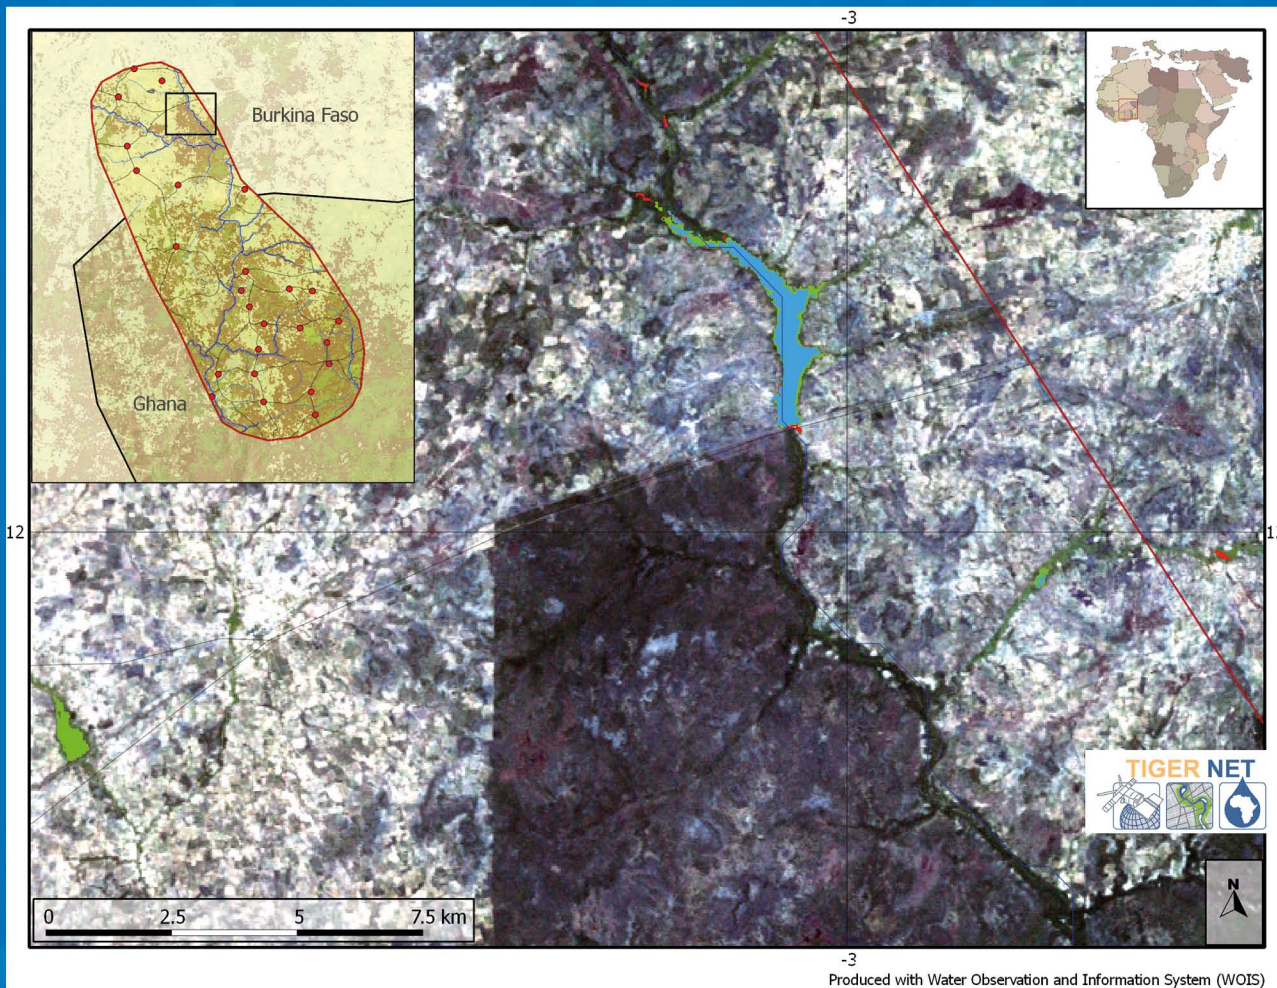 -3
Burkina Faso
Ghana
12
12
TIGER NET
N
0 2.5 5 7.5 km
-3
Produced with Water Observation and Information System (WOIS)